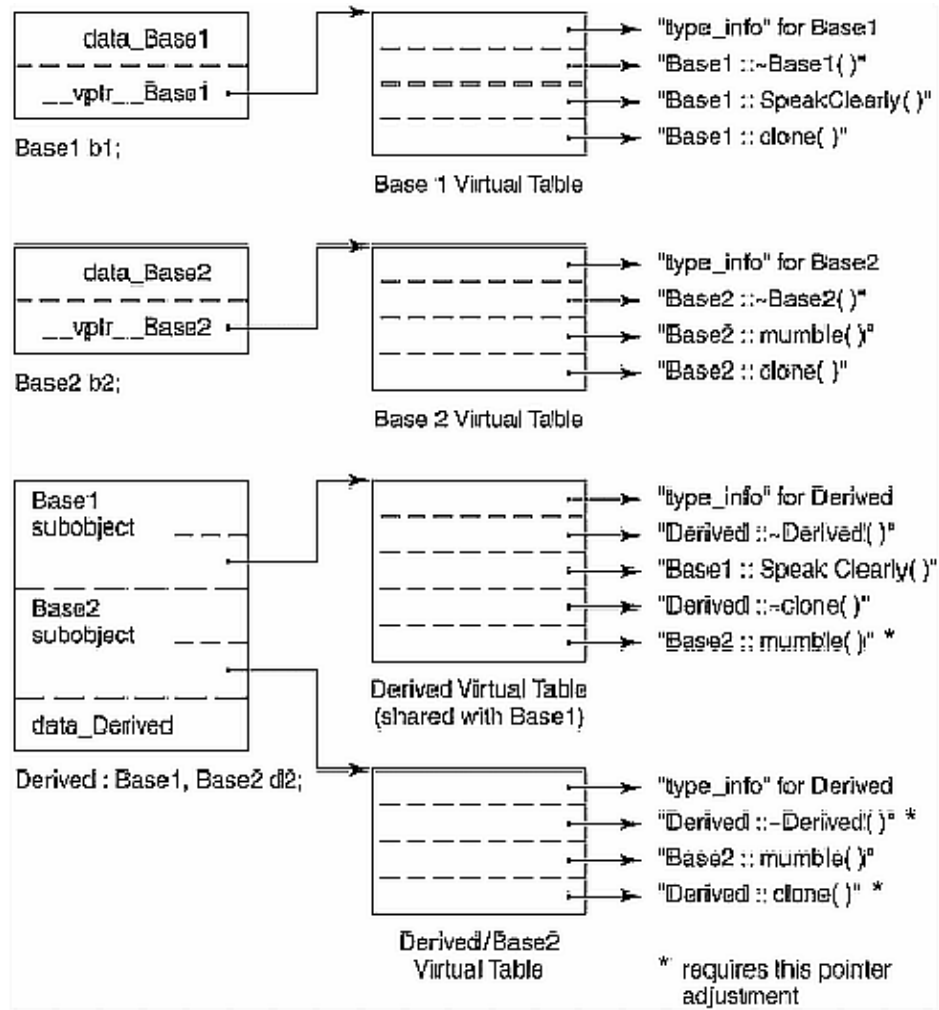 data_Base1
__vptr__Base1
Base1 b1;
"type_info" for Base1
"Base1 ::~Base1( )"
"Base1 :: SpeakClearly( )"
"Base1 :: clone( )"
Base 1 Virtual Table
data_Base2
__vptr__Base2
Base2 b2;
"type_info" for Base2
"Base2 ::~Base2( )"
"Base2 :: mumble( )"
"Base2 :: clone( )"
Base 2 Virtual Table
Base1
subobject
Base2
subobject
data_Derived
Derived : Base1, Base2 d2;
"type_info" for Derived
"Derived ::~Derived( )"
"Base1 :: Speak Clearly( )"
"Derived ::~clone( )"
"Base2 :: mumble( )" *
Derived Virtual Table
(shared with Base1)
"type_info" for Derived
"Derived ::~Derived( )" *
"Base2 :: mumble( )"
"Derived :: clone( )" *
Derived/Base2
Virtual Table
* requires this pointer
adjustment